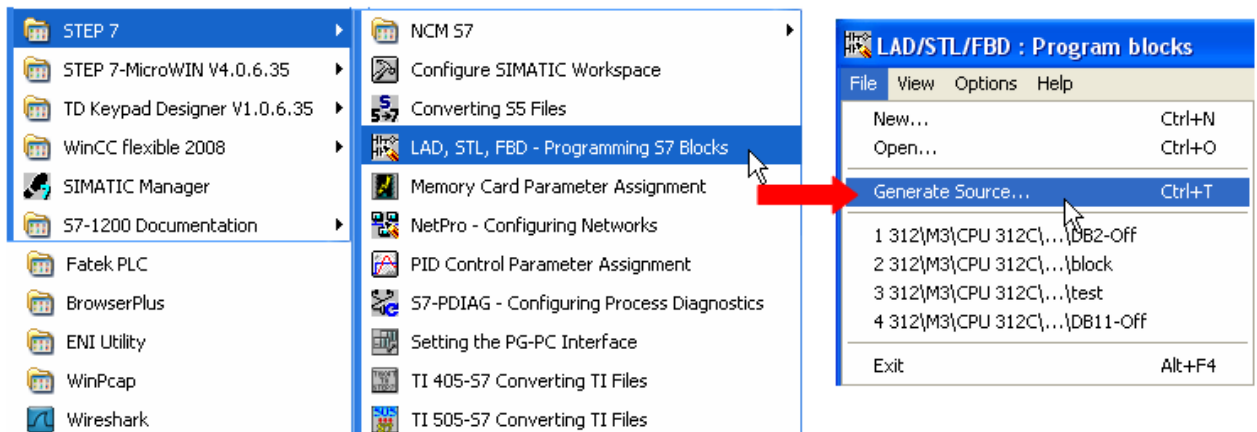 STEP 7
STEP 7-MicroWIN V4.0.6.35
TD Keypad Designer V1.0.6.35
WinCC flexible 2008
SIMATIC Manager
S7-1200 Documentation
Fatek PLC
BrowserPlus
ENI Utility
WinPcap
Wireshark
NCM S7
Configure SIMATIC Workspace
S
5→7
Converting S5 Files
LAD, STL, FBD - Programming S7 Blocks
Memory Card Parameter Assignment
NetPro - Configuring Networks
PID Control Parameter Assignment
S7-PDIAG - Configuring Process Diagnostics
Setting the PG-PC Interface
TI 405-S7 Converting TI Files
505
TI 505-S7 Converting TI Files
LAD/STL/FBD : Program blocks
File View Options Help
New... Ctrl+N
Open... Ctrl+O
Generate Source... Ctrl+T
1 312\M3\CPU 312C\...\DB2-Off
2 312\M3\CPU 312C\...\block
3 312\M3\CPU 312C\...\test
4 312\M3\CPU 312C\...\DB11-Off
Exit Alt+F4